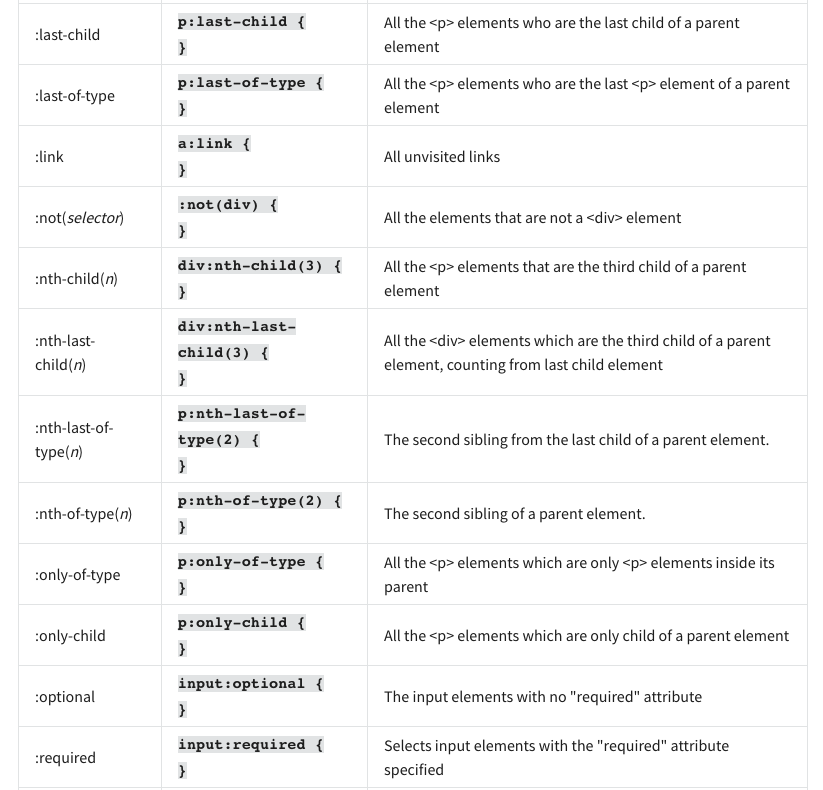 :last-child
p:last-child {
}
All the <p> elements who are the last child of a parent
element
:last-of-type
p:last-of-type {
}
All the <p> elements who are the last <p> element of a parent
element
:link
a:link {
}
All unvisited links
:not(selector)
:not(div) {
}
All the elements that are not a <div> element
:nth-child(n)
div:nth-child(3) {
}
All the <p> elements that are the third child of a parent
element
:nth-last-
child(n)
div:nth-last-
child(3) {
}
All the <div> elements which are the third child of a parent
element, counting from last child element
:nth-last-of-
type(n)
p:nth-last-of-
type(2) {
}
The second sibling from the last child of a parent element.
:nth-of-type(n)
p:nth-of-type(2) {
}
The second sibling of a parent element.
:only-of-type
p:only-of-type {
}
All the <p> elements which are only <p> elements inside its
parent
:only-child
p:only-child {
}
All the <p> elements which are only child of a parent element
:optional
input:optional {
}
The input elements with no "required" attribute
:required
input:required {
}
Selects input elements with the "required" attribute
specified